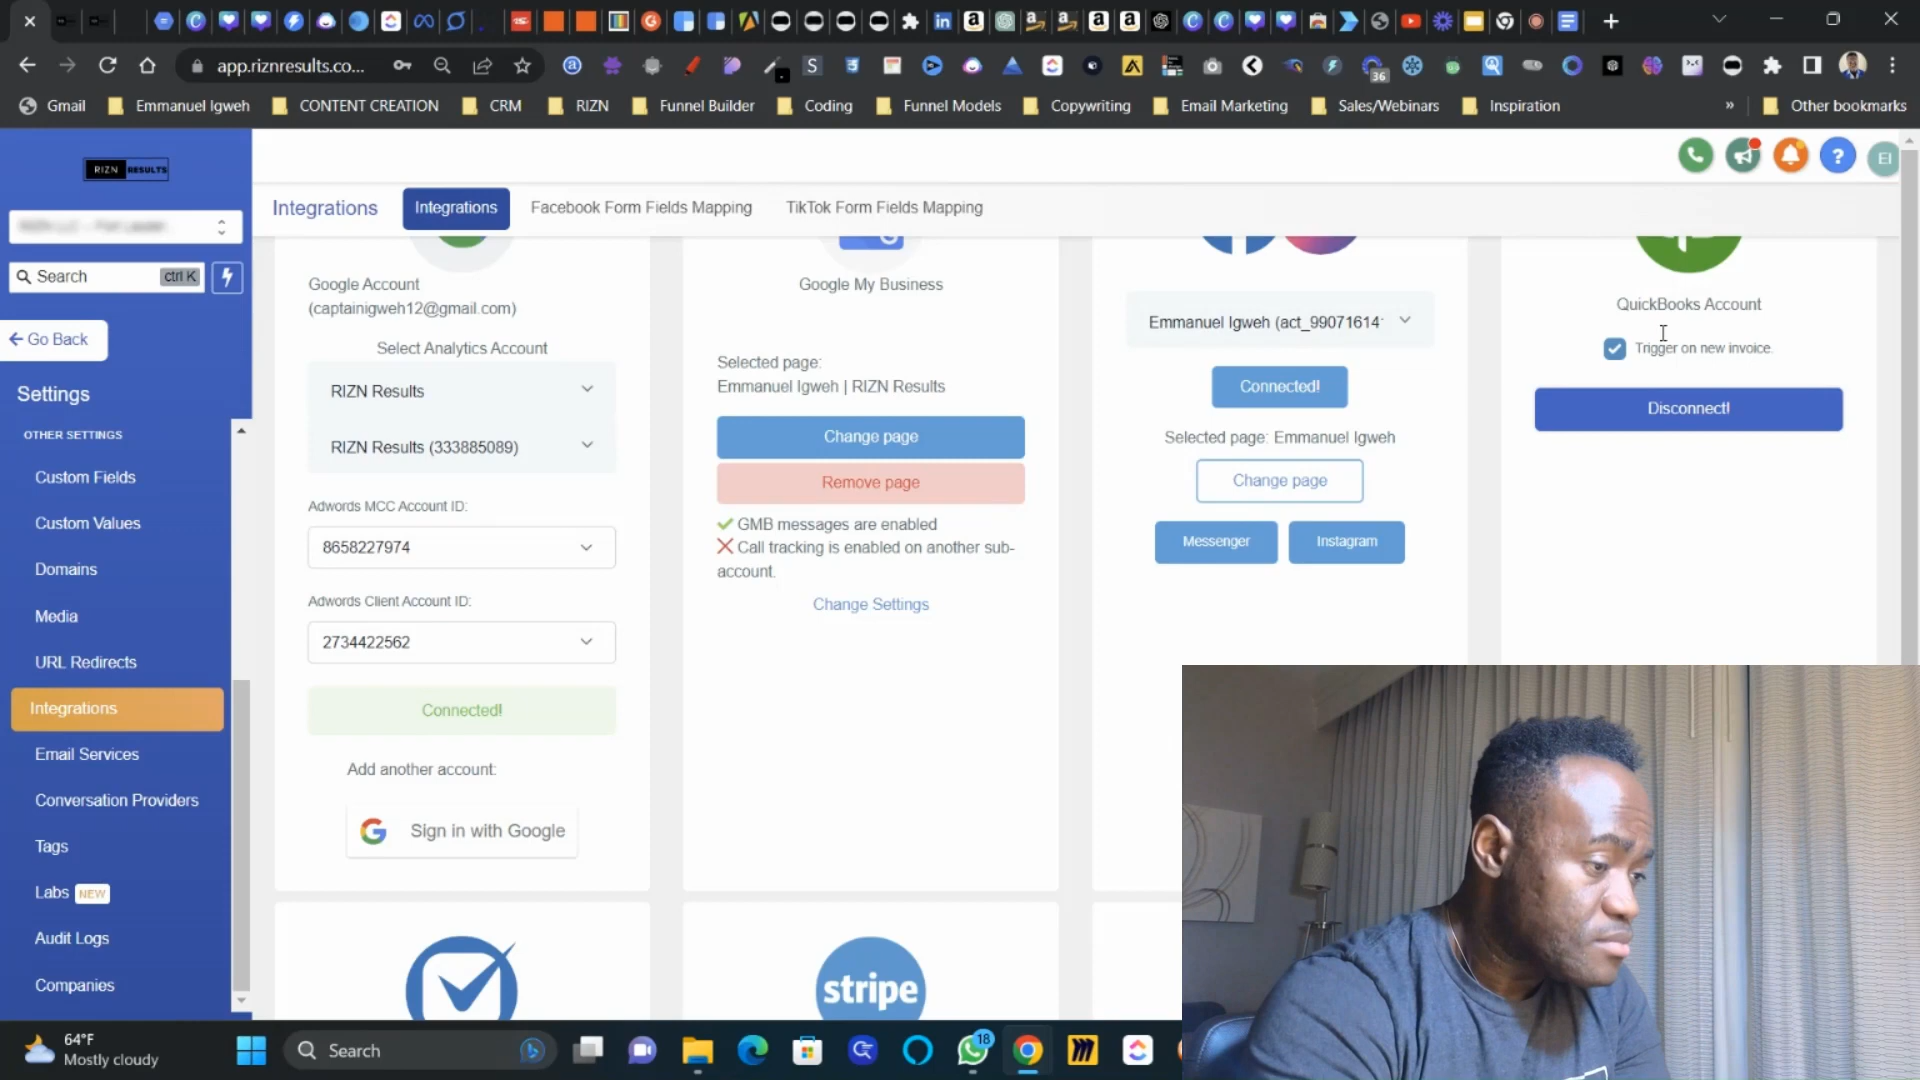 app.riznresults.co...
36
Gmail
Emmanuel Igweh
CONTENT CREATION
CRM
RIZN
Funnel Builder
Coding
Funnel Models
Copywriting
Email Marketing
Sales/Webinars
Inspiration
»
Other bookmarks
RIZN RESULTS
EI
Integrations
Integrations
Facebook Form Fields Mapping
TikTok Form Fields Mapping
Search
ctrl K
Go Back
Settings
OTHER SETTINGS
Custom Fields
Custom Values
Domains
Media
URL Redirects
Integrations
Email Services
Conversation Providers
Tags
Labs NEW
Audit Logs
Companies
Google Account
(captainigweh12@gmail.com)
Select Analytics Account
RIZN Results
RIZN Results (333885089)
Adwords MCC Account ID:
8658227974
Adwords Client Account ID:
2734422562
Connected!
Add another account:
Sign in with Google
Google My Business
Selected page:
Emmanuel Igweh | RIZN Results
Change page
Remove page
GMB messages are enabled
Call tracking is enabled on another sub-
account.
Change Settings
stripe
Emmanuel Igweh (act_99071614
Connected!
Selected page: Emmanuel Igweh
Change page
Messenger
Instagram
QuickBooks Account
Trigger on new invoice.
Disconnect!
64°F
Mostly cloudy
Search
18